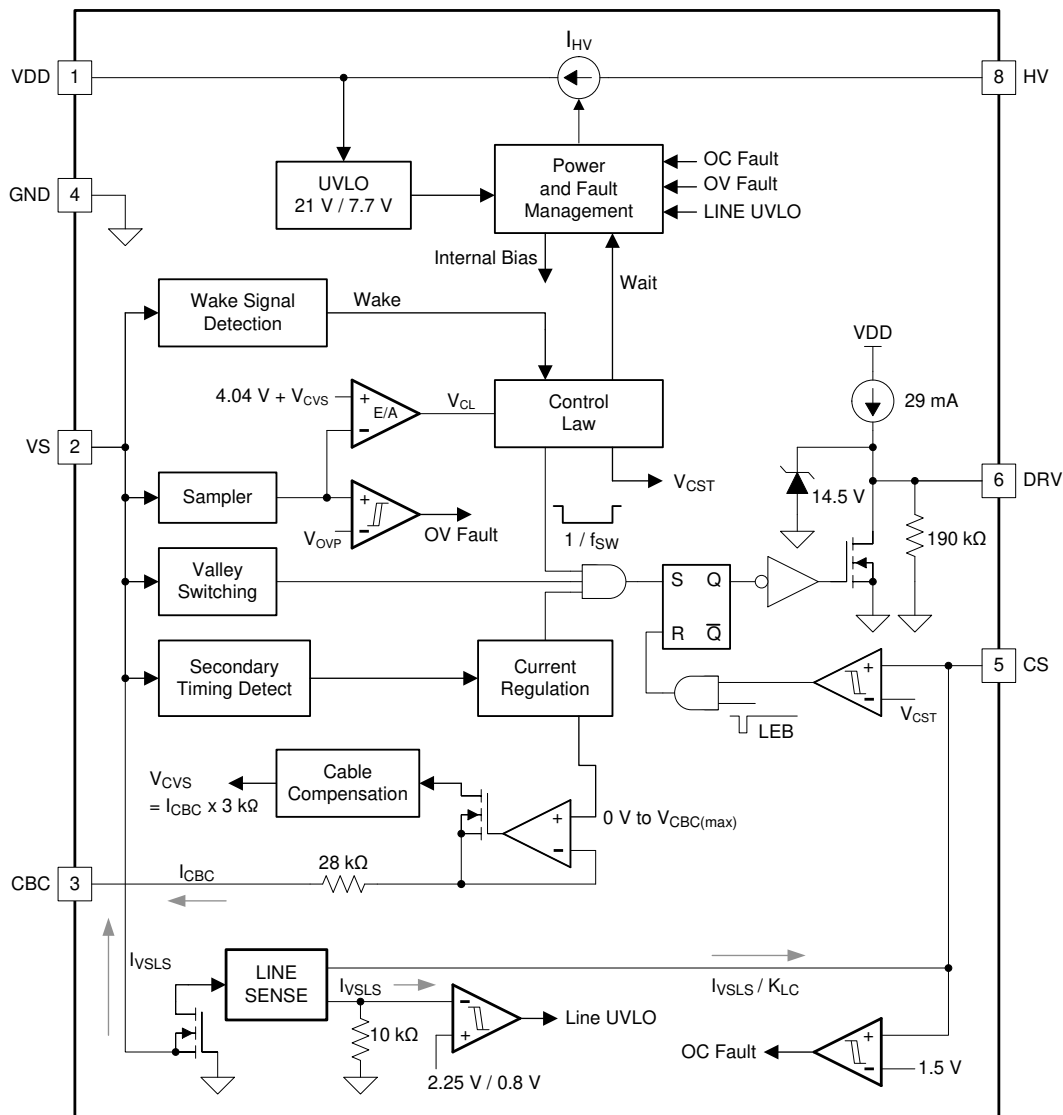 I_HV
VDD
1
8
HV
UVLO
21 V / 7.7 V
Power
and Fault
Management
OC Fault
OV Fault
LINE UVLO
GND
4
Internal Bias
Wait
Wake Signal
Detection
Wake
VDD
29 mA
4.04 V + V_CVS
+
E/A
−
V_CL
Control
Law
VS
2
V_CST
6
DRV
Sampler
+
−
V_OVP
OV Fault
14.5 V
190 kΩ
1 / f_SW
Valley
Switching
S
Q
R
Q̅
Secondary
Timing Detect
Current
Regulation
+
−
5
CS
V_CST
LEB
V_CVS
= I_CBC x 3 kΩ
Cable
Compensation
+
−
0 V to V_CBC(max)
CBC
3
I_CBC
28 kΩ
I_VSLS
LINE
SENSE
I_VSLS
I_VSLS / K_LC
10 kΩ
−
+
Line UVLO
2.25 V / 0.8 V
OC Fault
+
−
1.5 V